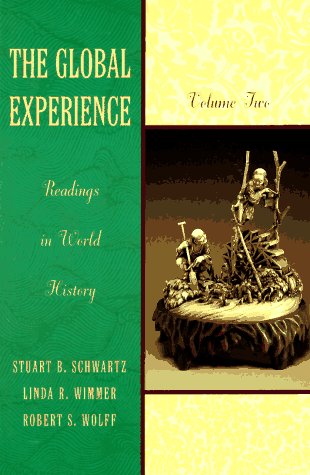 THE GLOBAL
EXPERIENCE
Volume Two
Readings
in World
History
STUART B. SCHWARTZ
LINDA R. WIMMER
ROBERT S. WOLFF